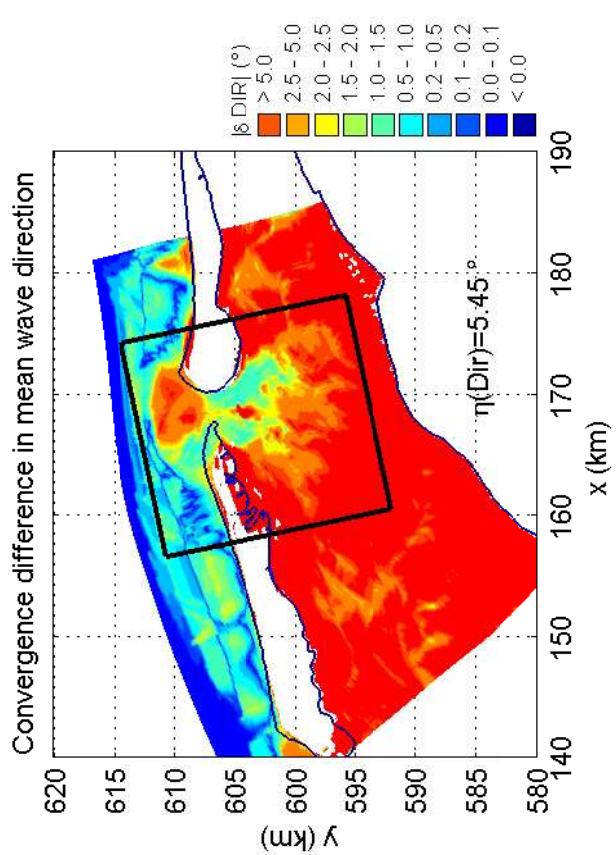 Convergence difference in mean wave direction
620
615
610
605
600
595
590
585
580
y (km)
140
150
160
170
180
190
x (km)
η(Dir)=5.45 °
|δ DIR| (°)
> 5.0
2.5 - 5.0
2.0 - 2.5
1.5 - 2.0
1.0 - 1.5
0.5 - 1.0
0.2 - 0.5
0.1 - 0.2
0.0 - 0.1
< 0.0